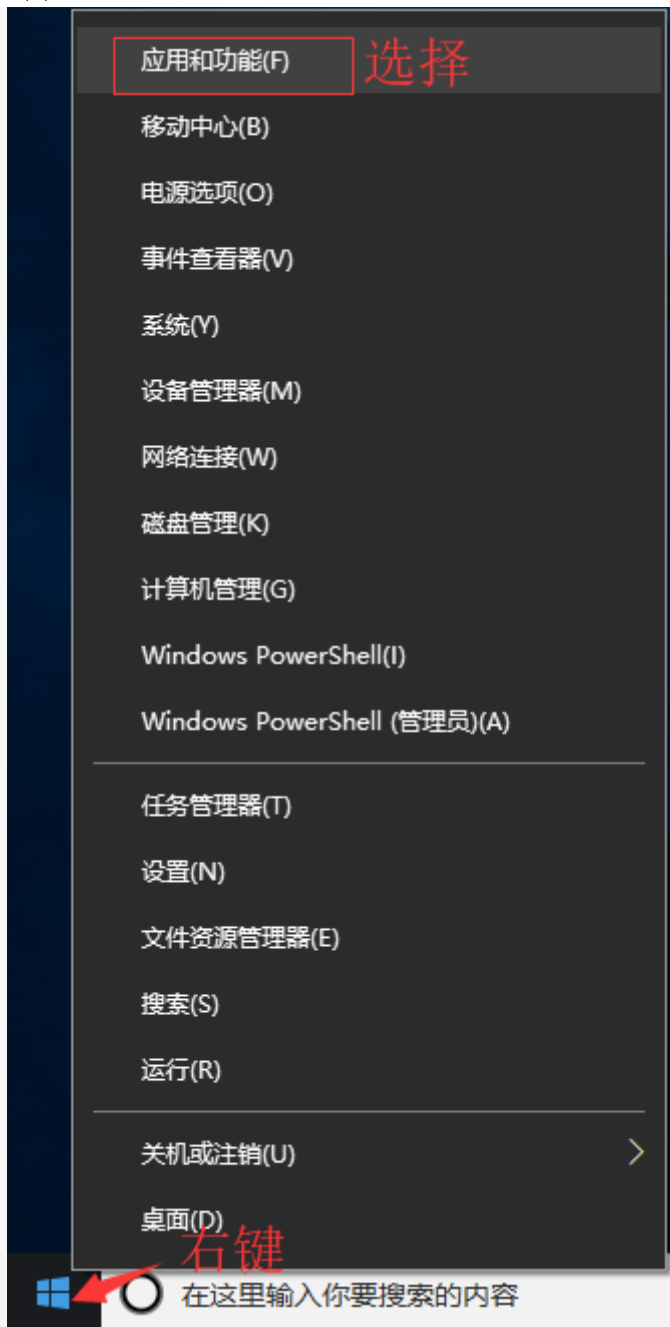 应用和功能(F) 选择
移动中心(B)
电源选项(O)
事件查看器(V)
系统(Y)
设备管理器(M)
网络连接(W)
磁盘管理(K)
计算机管理(G)
Windows PowerShell(I)
Windows PowerShell (管理员)(A)
任务管理器(T)
设置(N)
文件资源管理器(E)
搜索(S)
运行(R)
关机或注销(U)
桌面(D)
右键
在这里输入你要搜索的内容